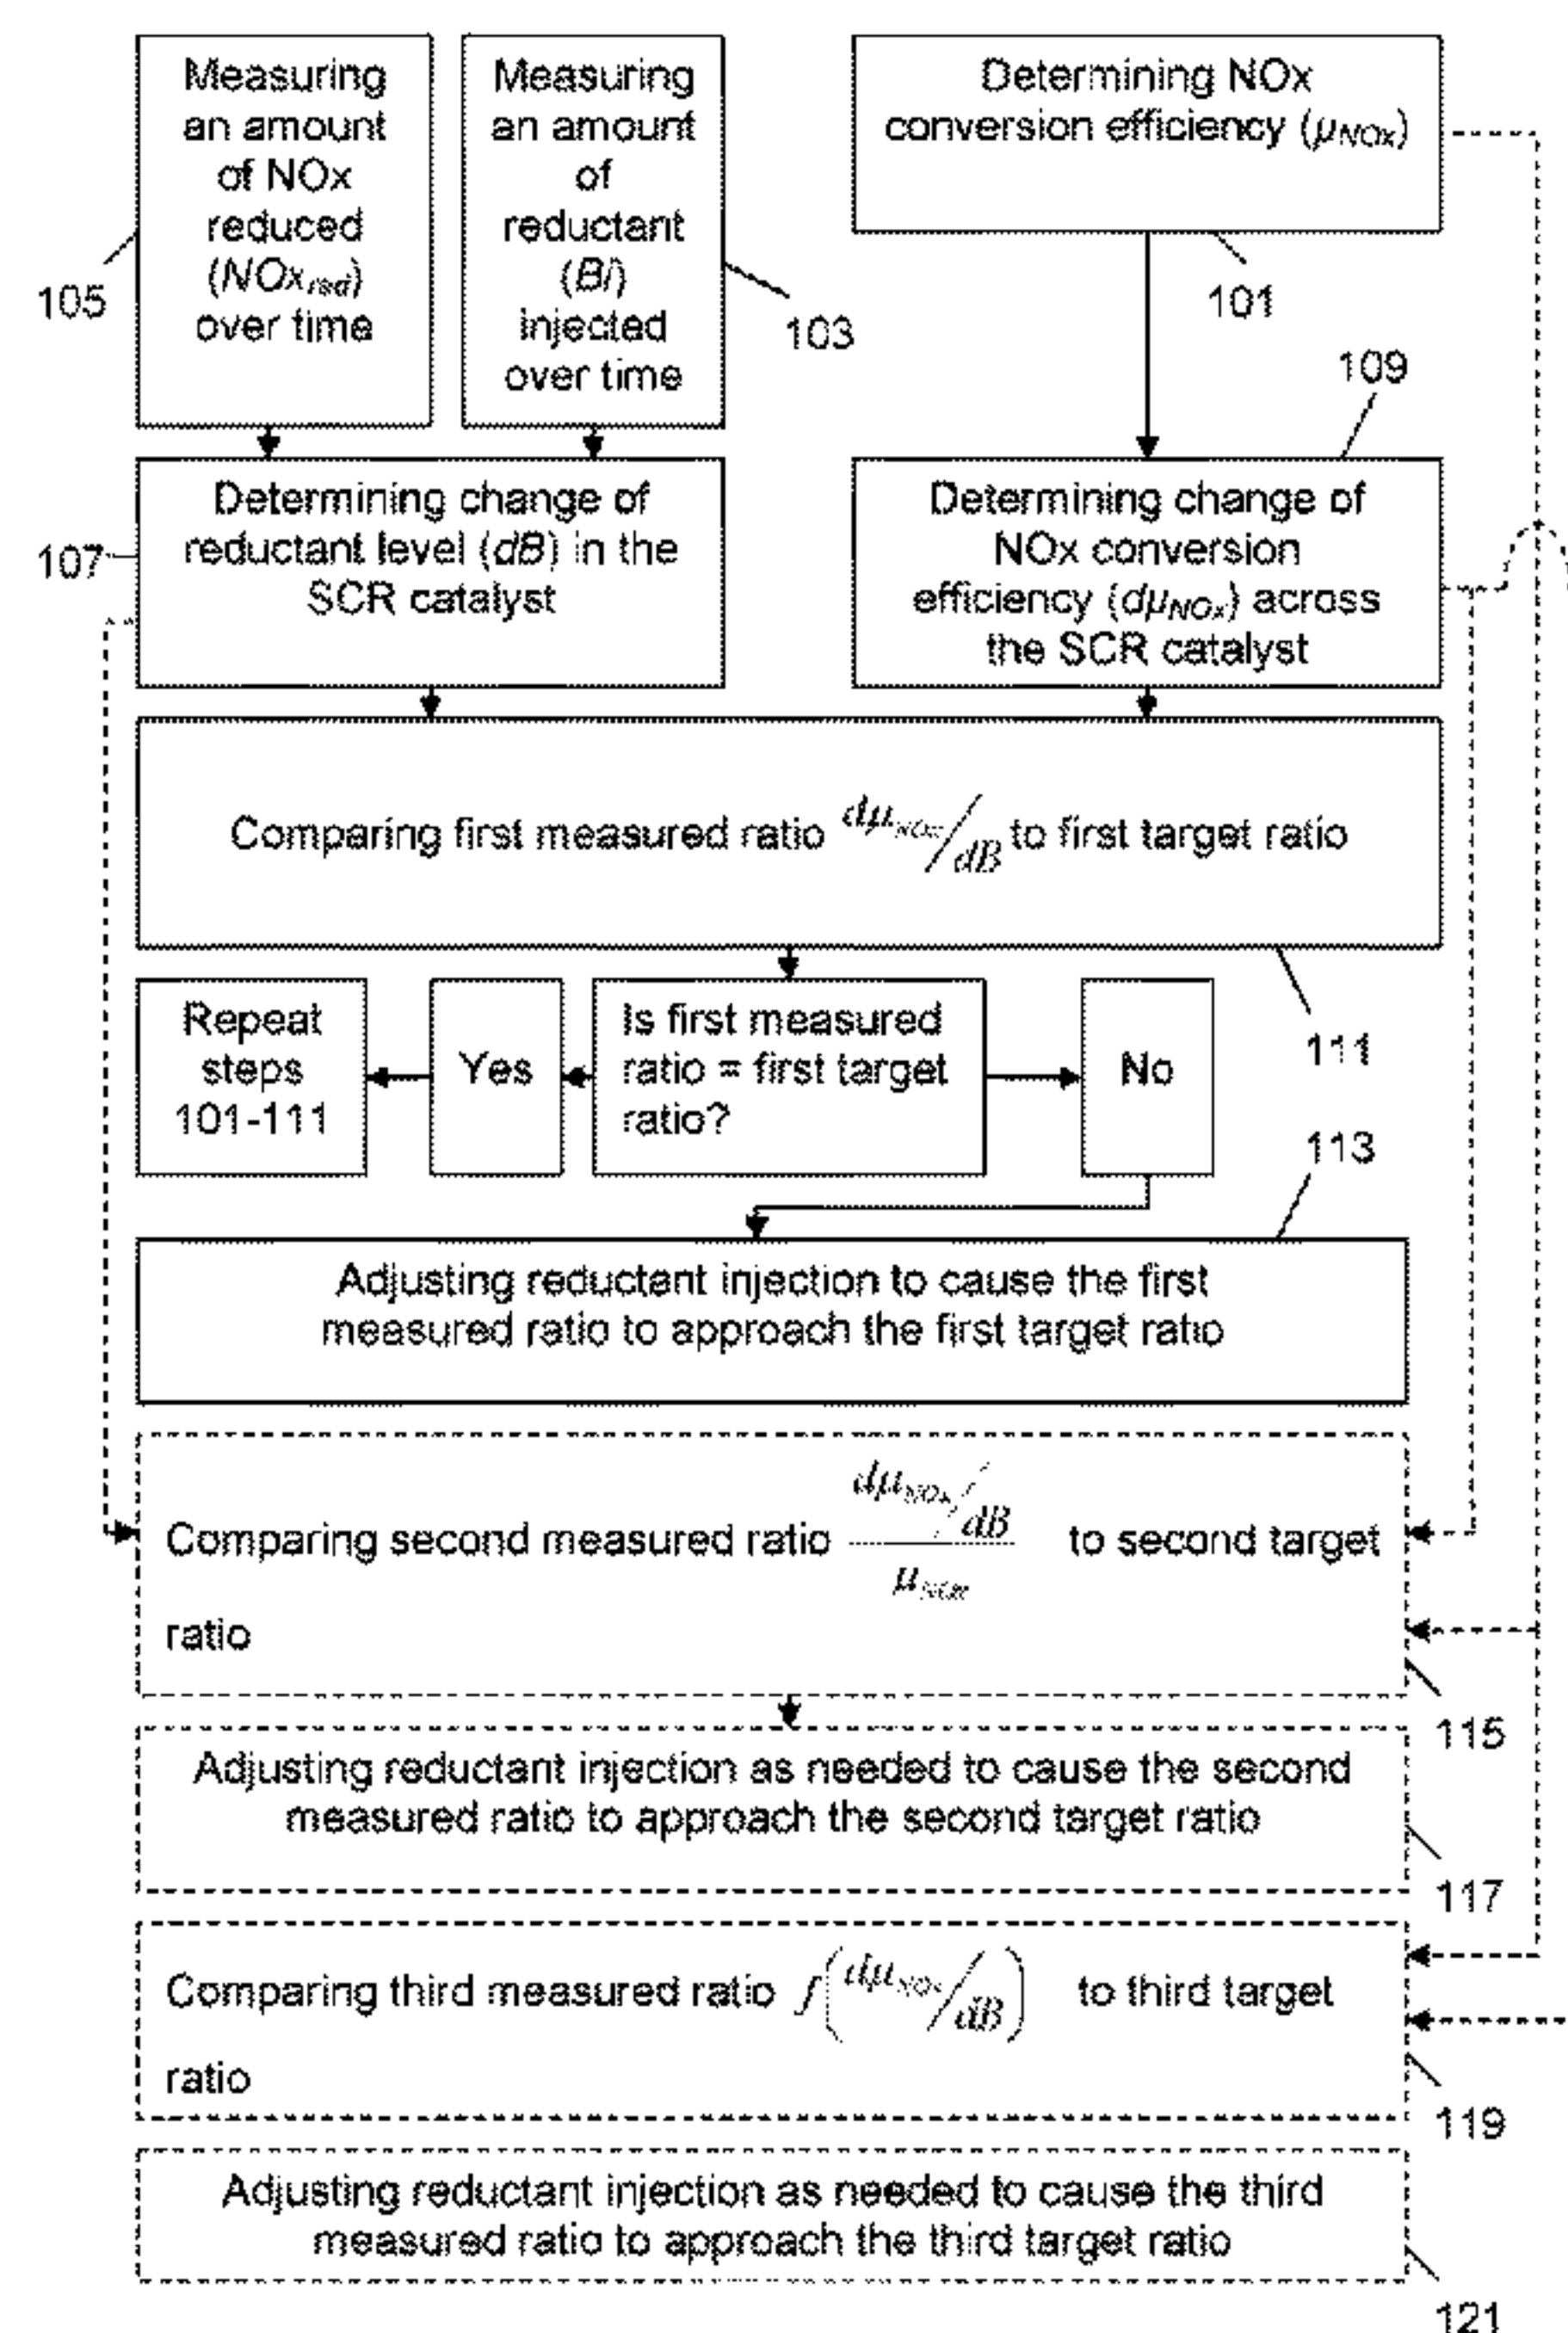 Measuring
an amount
of NOx
reduced
(NOx_red)
over time
105
Measuring
an amount
of
reductant
(Bi)
injected
over time
103
Determining NOx
conversion efficiency (μ_NOx)
101
109
Determining change of
reductant level (dB) in the
SCR catalyst
107
Determining change of
NOx conversion
efficiency (dμ_NOx) across
the SCR catalyst
Comparing first measured ratio dμ_NOx/dB to first target ratio
111
Repeat
steps
101-111
Yes
Is first measured
ratio = first target
ratio?
No
113
Adjusting reductant injection to cause the first
measured ratio to approach the first target ratio
Comparing second measured ratio (dμ_NOx/dB)/μ_NOx to second target
ratio
115
Adjusting reductant injection as needed to cause the second
measured ratio to approach the second target ratio
117
Comparing third measured ratio f(dμ_NOx/dB) to third target
ratio
119
Adjusting reductant injection as needed to cause the third
measured ratio to approach the third target ratio
121